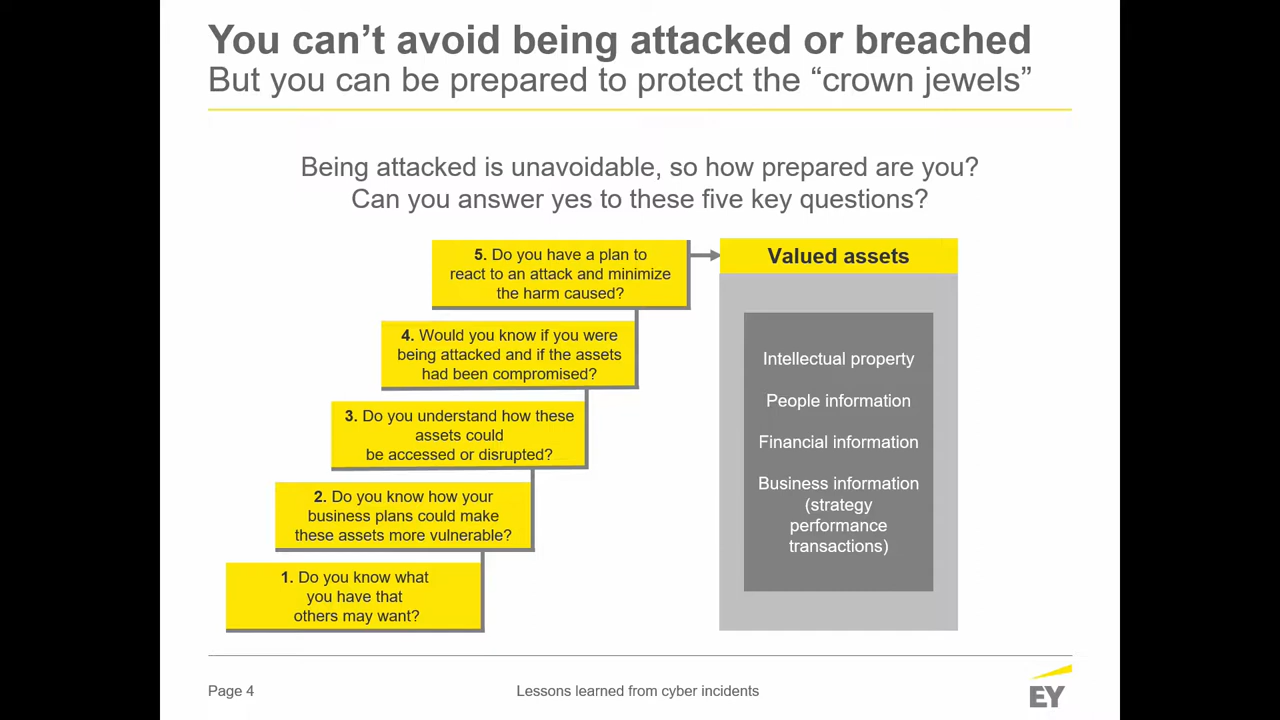 You can’t avoid being attacked or breached
But you can be prepared to protect the “crown jewels”
Being attacked is unavoidable, so how prepared are you?
Can you answer yes to these five key questions?
5. Do you have a plan to
react to an attack and minimize
the harm caused?
4. Would you know if you were
being attacked and if the assets
had been compromised?
3. Do you understand how these
assets could
be accessed or disrupted?
2. Do you know how your
business plans could make
these assets more vulnerable?
1. Do you know what
you have that
others may want?
Valued assets
Intellectual property
People information
Financial information
Business information
(strategy
performance
transactions)
Page 4
Lessons learned from cyber incidents
EY